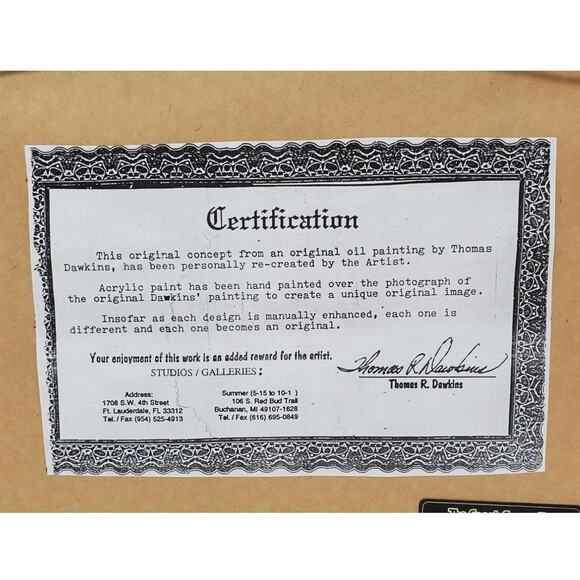 Certification
This original concept from an original oil painting by Thomas
Dawkins, has been personally re-created by the Artist.
Acrylic paint has been hand painted over the photograph of
the original Dawkins' painting to create a unique original image.
Insofar as each design is manually enhanced, each one is
different and each one becomes an original.
Your enjoyment of this work is an added reward for the artist.
STUDIOS / GALLERIES :
Thomas R Dawkins
Thomas R. Dawkins
Address:
1708 S.W. 4th Street
Ft. Lauderdale, FL 33312
Tel. / Fax (954) 525-4913
Summer (5-15 to 10-1 )
106 S. Red Bud Trail
Buchanan, MI 49107-1628
Tel. / Fax (616) 695-0849